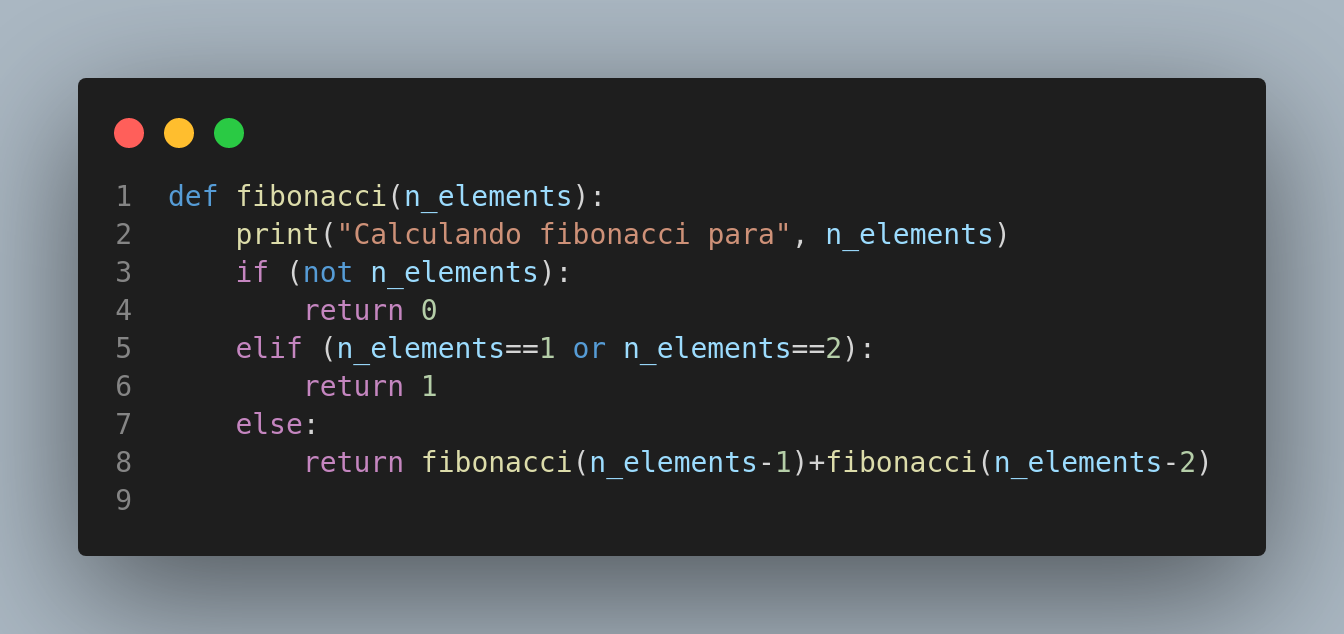 1 def fibonacci(n_elements):
2     print("Calculando fibonacci para", n_elements)
3     if (not n_elements):
4         return 0
5     elif (n_elements==1 or n_elements==2):
6         return 1
7     else:
8         return fibonacci(n_elements-1)+fibonacci(n_elements-2)
9